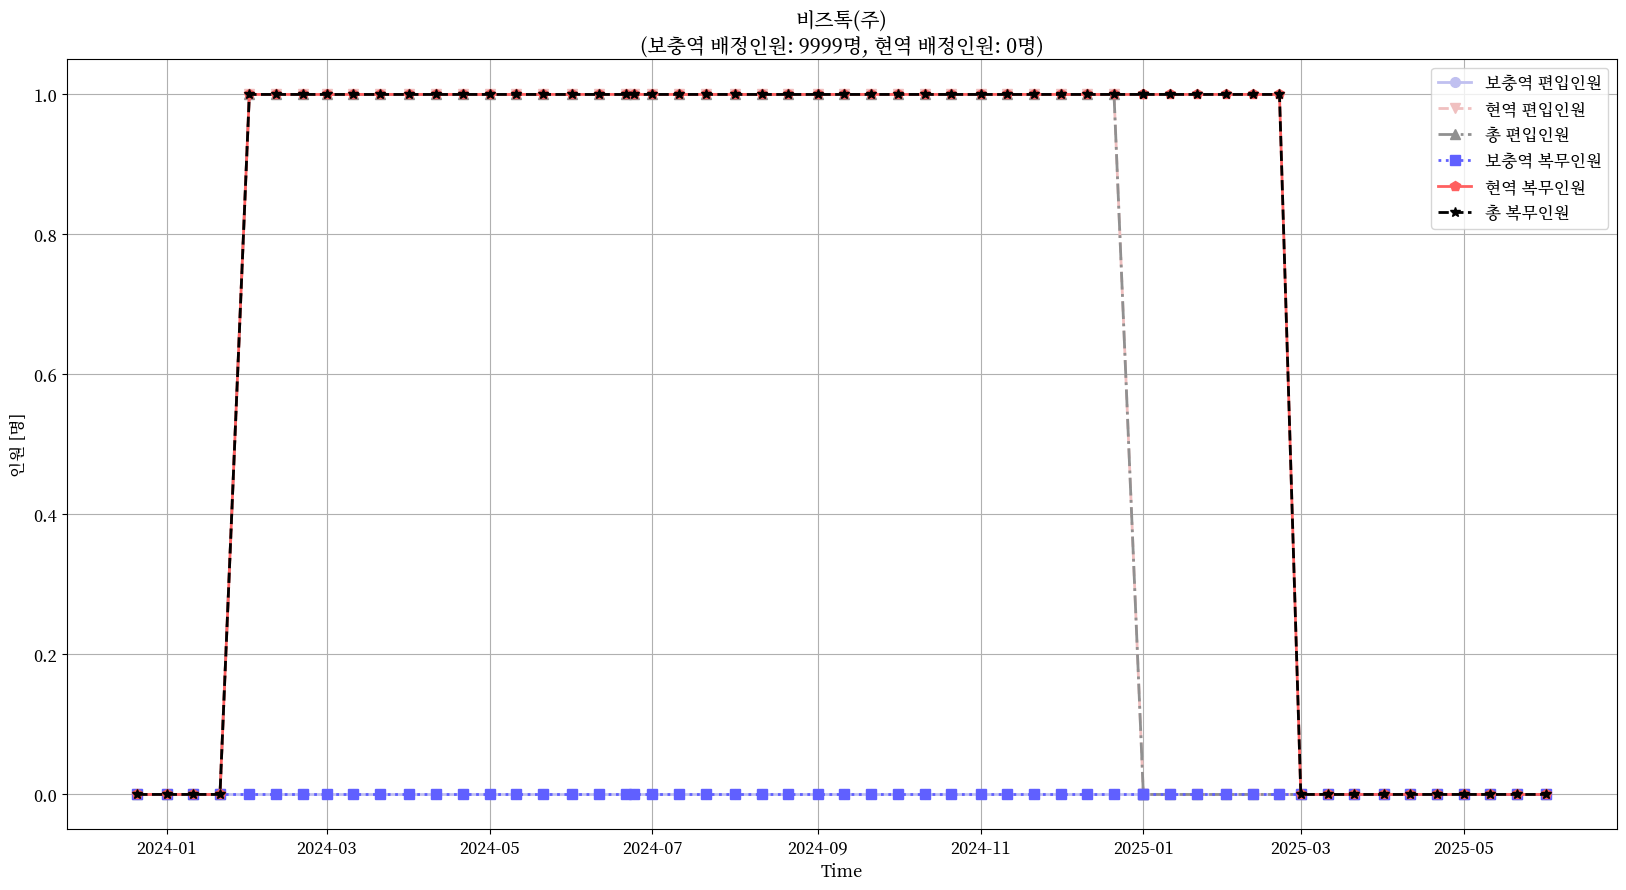 비즈톡(주)
(보충역 배정인원: 9999명, 현역 배정인원: 0명)
보충역 편입인원
현역 편입인원
총 편입인원
보충역 복무인원
현역 복무인원
총 복무인원
인원 [명]
1.0
0.8
0.6
0.4
0.2
0.0
2024-01
2024-03
2024-05
2024-07
2024-09
2024-11
2025-01
2025-03
2025-05
Time